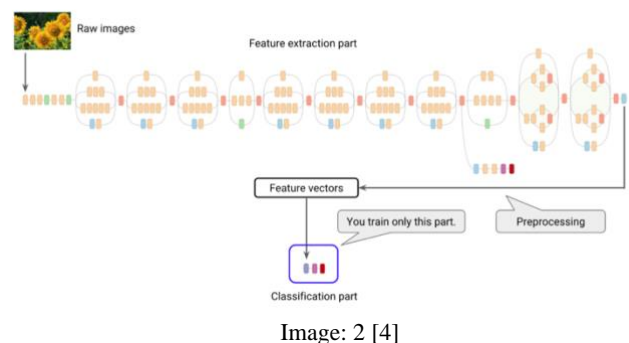 Raw images
Feature extraction part
Feature vectors
You train only this part.
Preprocessing
Classification part
Image: 2 [4]